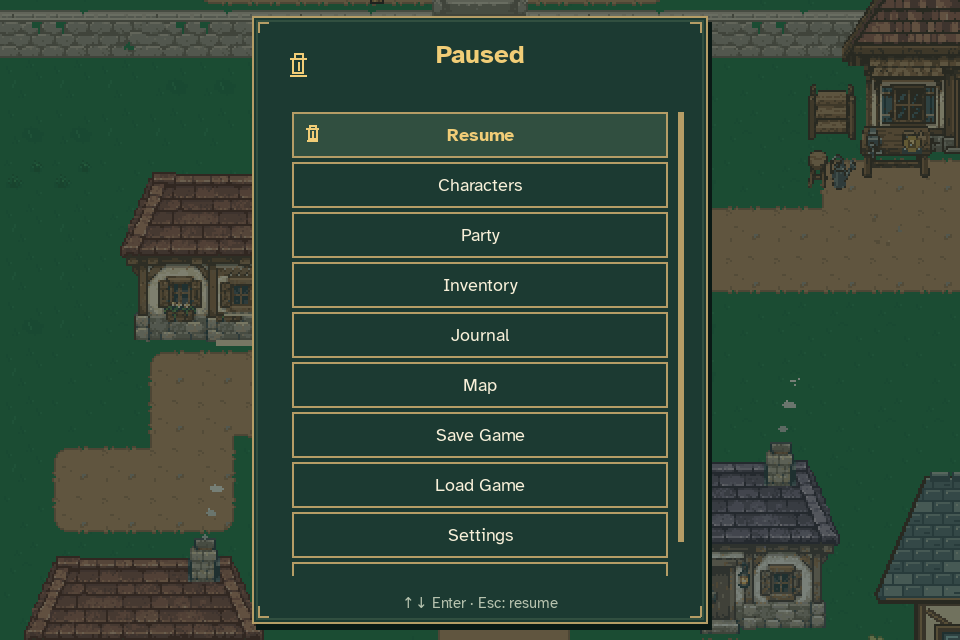 Paused
Resume
Characters
Party
Inventory
Journal
Map
Save Game
Load Game
Settings
↑↓ Enter · Esc: resume